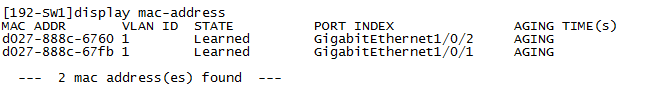 [192-SW1]display mac-address
MAC ADDR       VLAN ID  STATE          PORT INDEX               AGING TIME(s)
d027-888c-6760 1        Learned        GigabitEthernet1/0/2     AGING
d027-888c-67fb 1        Learned        GigabitEthernet1/0/1     AGING
  ---  2 mac address(es) found  ---